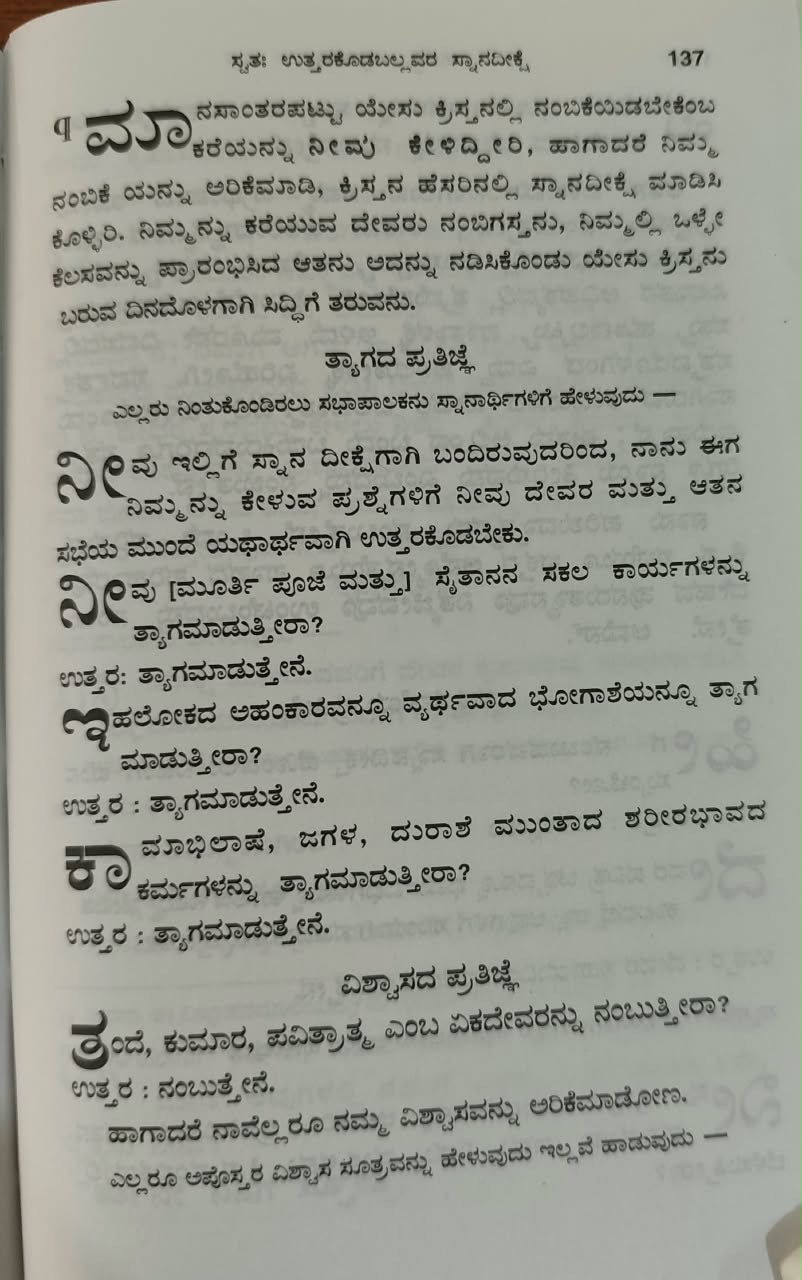 ಸ್ವತಃ ಉತ್ತರಕೊಡಬಲ್ಲವರ ಸ್ನಾನದೀಕ್ಷೆ 137
¶ ಮಾನಸಾಂತರಪಟ್ಟು ಯೇಸು ಕ್ರಿಸ್ತನಲ್ಲಿ ನಂಬಿಕೆಯಿಡಬೇಕೆಂಬ
ಕರೆಯನ್ನು ನೀವು ಕೇಳಿದ್ದೀರಿ, ಹಾಗಾದರೆ ನಿಮ್ಮ
ನಂಬಿಕೆ ಯನ್ನು ಅರಿಕೆಮಾಡಿ, ಕ್ರಿಸ್ತನ ಹೆಸರಿನಲ್ಲಿ ಸ್ನಾನದೀಕ್ಷೆ ಮಾಡಿಸಿ
ಕೊಳ್ಳಿರಿ. ನಿಮ್ಮನ್ನು ಕರೆಯುವ ದೇವರು ನಂಬಿಗಸ್ತನು, ನಿಮ್ಮಲ್ಲಿ ಒಳ್ಳೇ
ಕೆಲಸವನ್ನು ಪ್ರಾರಂಭಿಸಿದ ಆತನು ಅದನ್ನು ನಡಿಸಿಕೊಂಡು ಯೇಸು ಕ್ರಿಸ್ತನು
ಬರುವ ದಿನದೊಳಗಾಗಿ ಸಿದ್ಧಿಗೆ ತರುವನು.
ತ್ಯಾಗದ ಪ್ರತಿಜ್ಞೆ
ಎಲ್ಲರು ನಿಂತುಕೊಂಡಿರಲು ಸಭಾಪಾಲಕನು ಸ್ನಾನಾರ್ಥಿಗಳಿಗೆ ಹೇಳುವುದು —
ನೀವು ಇಲ್ಲಿಗೆ ಸ್ನಾನ ದೀಕ್ಷೆಗಾಗಿ ಬಂದಿರುವುದರಿಂದ, ನಾನು ಈಗ
ನಿಮ್ಮನ್ನು ಕೇಳುವ ಪ್ರಶ್ನೆಗಳಿಗೆ ನೀವು ದೇವರ ಮತ್ತು ಆತನ
ಸಭೆಯ ಮುಂದೆ ಯಥಾರ್ಥವಾಗಿ ಉತ್ತರಕೊಡಬೇಕು.
ನೀವು [ಮೂರ್ತಿ ಪೂಜೆ ಮತ್ತು] ಸೈತಾನನ ಸಕಲ ಕಾರ್ಯಗಳನ್ನು
ತ್ಯಾಗಮಾಡುತ್ತೀರಾ?
ಉತ್ತರ: ತ್ಯಾಗಮಾಡುತ್ತೇನೆ.
ಇಹಲೋಕದ ಅಹಂಕಾರವನ್ನೂ ವ್ಯರ್ಥವಾದ ಭೋಗಾಶೆಯನ್ನೂ ತ್ಯಾಗ
ಮಾಡುತ್ತೀರಾ?
ಉತ್ತರ : ತ್ಯಾಗಮಾಡುತ್ತೇನೆ.
ಕಾಮಾಭಿಲಾಷೆ, ಜಗಳ, ದುರಾಶೆ ಮುಂತಾದ ಶರೀರಭಾವದ
ಕರ್ಮಗಳನ್ನು ತ್ಯಾಗಮಾಡುತ್ತೀರಾ?
ಉತ್ತರ : ತ್ಯಾಗಮಾಡುತ್ತೇನೆ.
ವಿಶ್ವಾಸದ ಪ್ರತಿಜ್ಞೆ
ತಂದೆ, ಕುಮಾರ, ಪವಿತ್ರಾತ್ಮ ಎಂಬ ಏಕದೇವರನ್ನು ನಂಬುತ್ತೀರಾ?
ಉತ್ತರ : ನಂಬುತ್ತೇನೆ.
ಹಾಗಾದರೆ ನಾವೆಲ್ಲರೂ ನಮ್ಮ ವಿಶ್ವಾಸವನ್ನು ಅರಿಕೆಮಾಡೋಣ.
ಎಲ್ಲರೂ ಅಪೊಸ್ತರ ವಿಶ್ವಾಸ ಸೂತ್ರವನ್ನು ಹೇಳುವುದು ಇಲ್ಲವೆ ಹಾಡುವುದು —